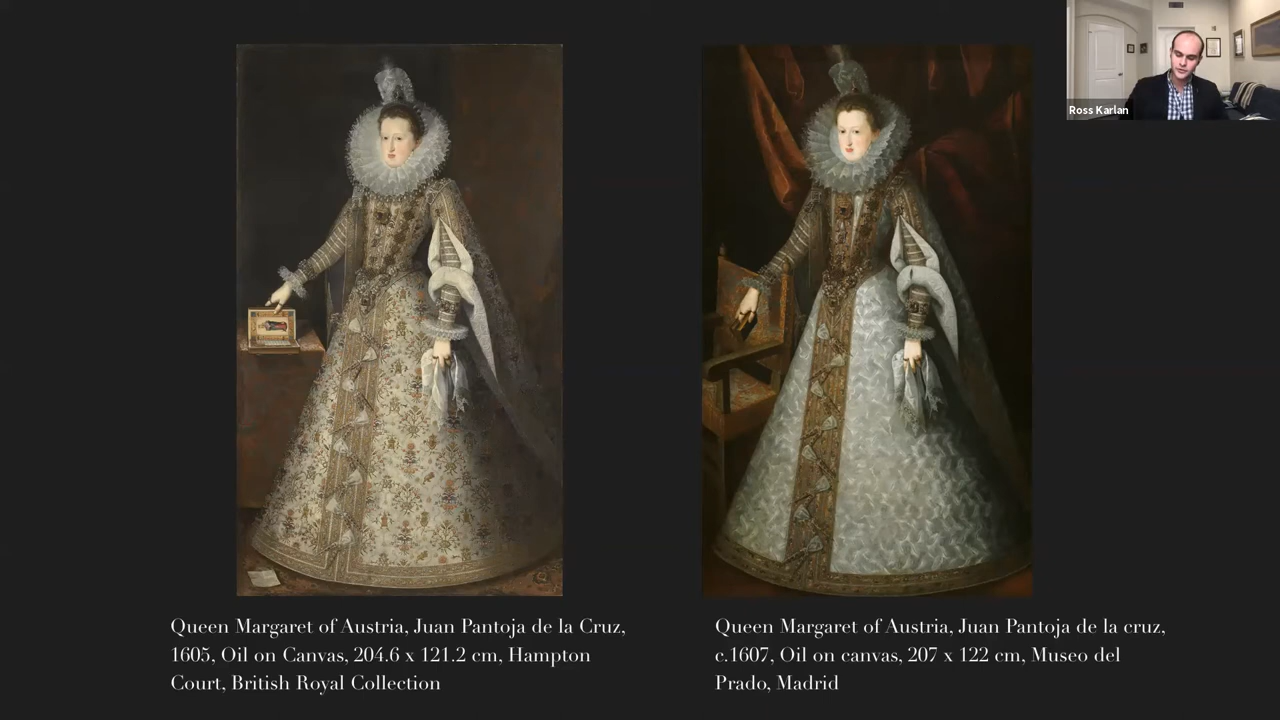 Ross Karlan
Queen Margaret of Austria, Juan Pantoja de la Cruz,
1605, Oil on Canvas, 204.6 x 121.2 cm, Hampton
Court, British Royal Collection
Queen Margaret of Austria, Juan Pantoja de la cruz,
c.1607, Oil on canvas, 207 x 122 cm, Museo del
Prado, Madrid